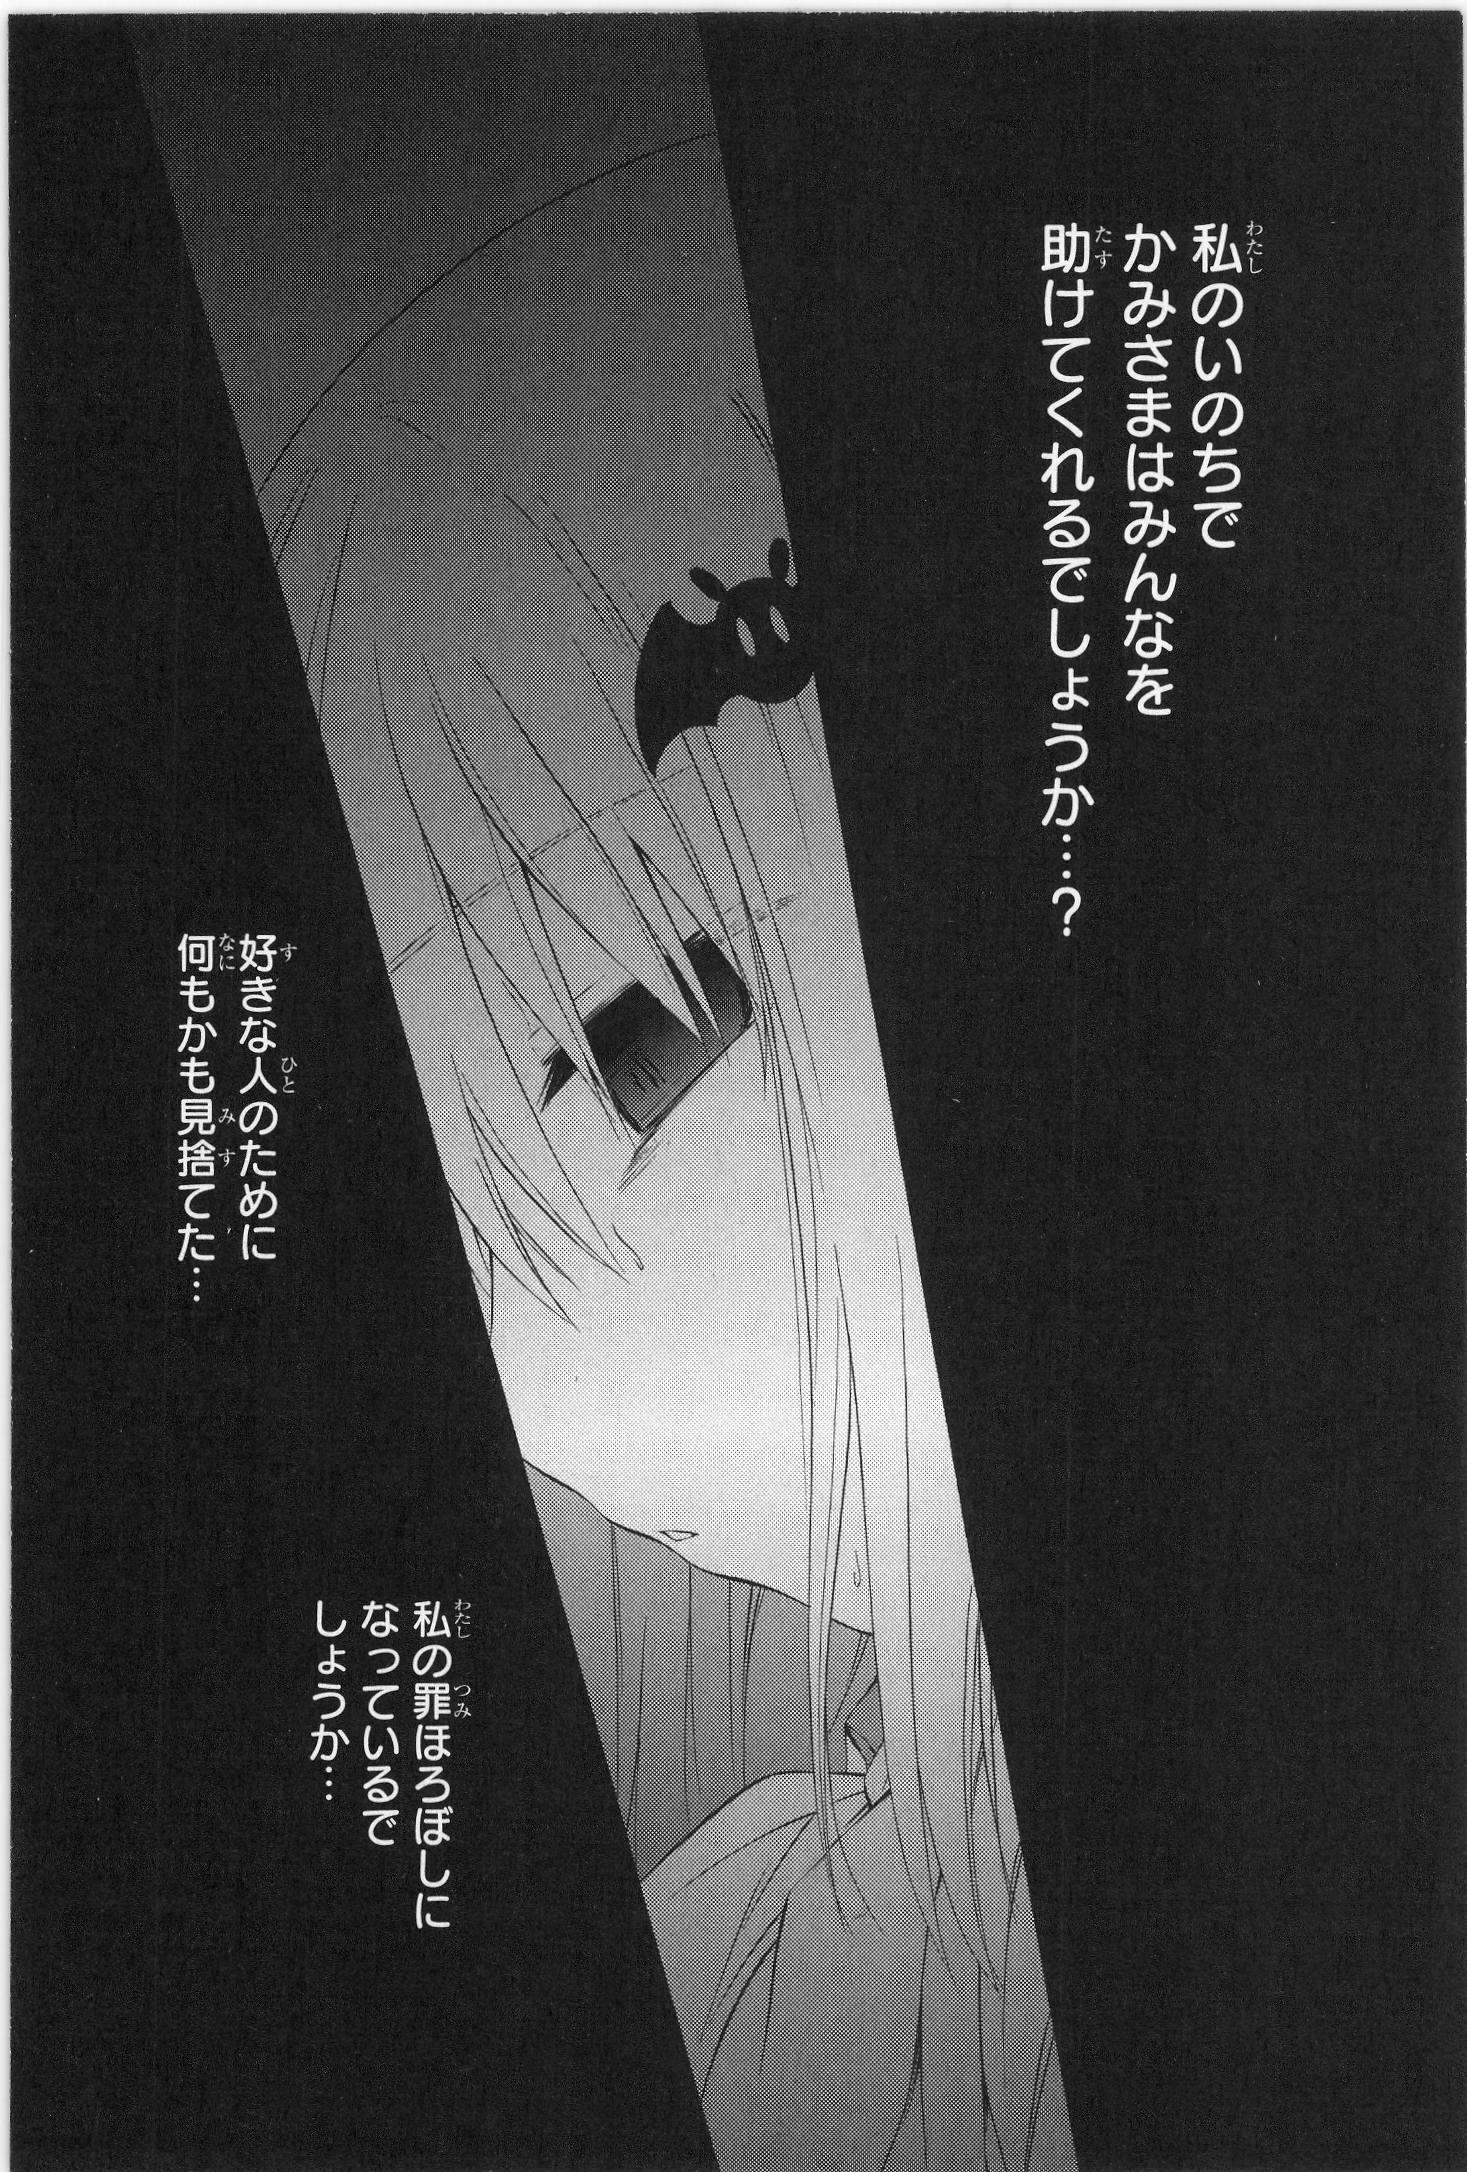 私のいのちで
かみさまはみんなを
助けてくれるでしょうか…?
好きな人のために
何もかも見捨てた…
私の罪ほろぼしに
なっているで
しょうか…